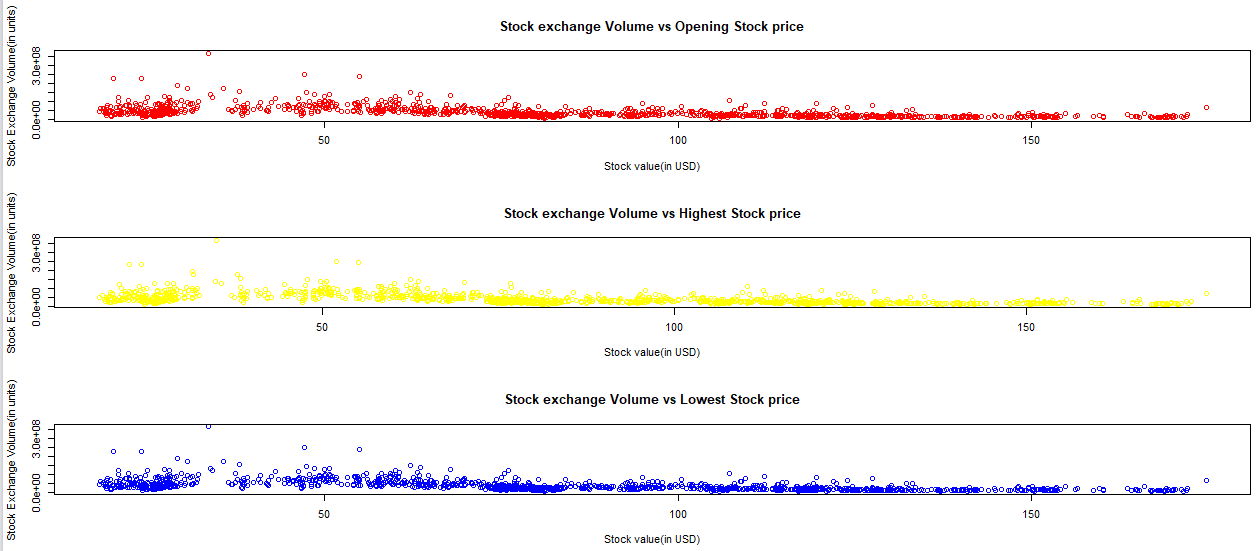 Stock exchange Volume vs Opening Stock price
Stock Exchange Volume(in units)
3.0e+08
0.0e+00
50 100 150
Stock value(in USD)
Stock exchange Volume vs Highest Stock price
Stock Exchange Volume(in units)
3.0e+08
0.0e+00
50 100 150
Stock value(in USD)
Stock exchange Volume vs Lowest Stock price
Stock Exchange Volume(in units)
3.0e+08
0.0e+00
50 100 150
Stock value(in USD)